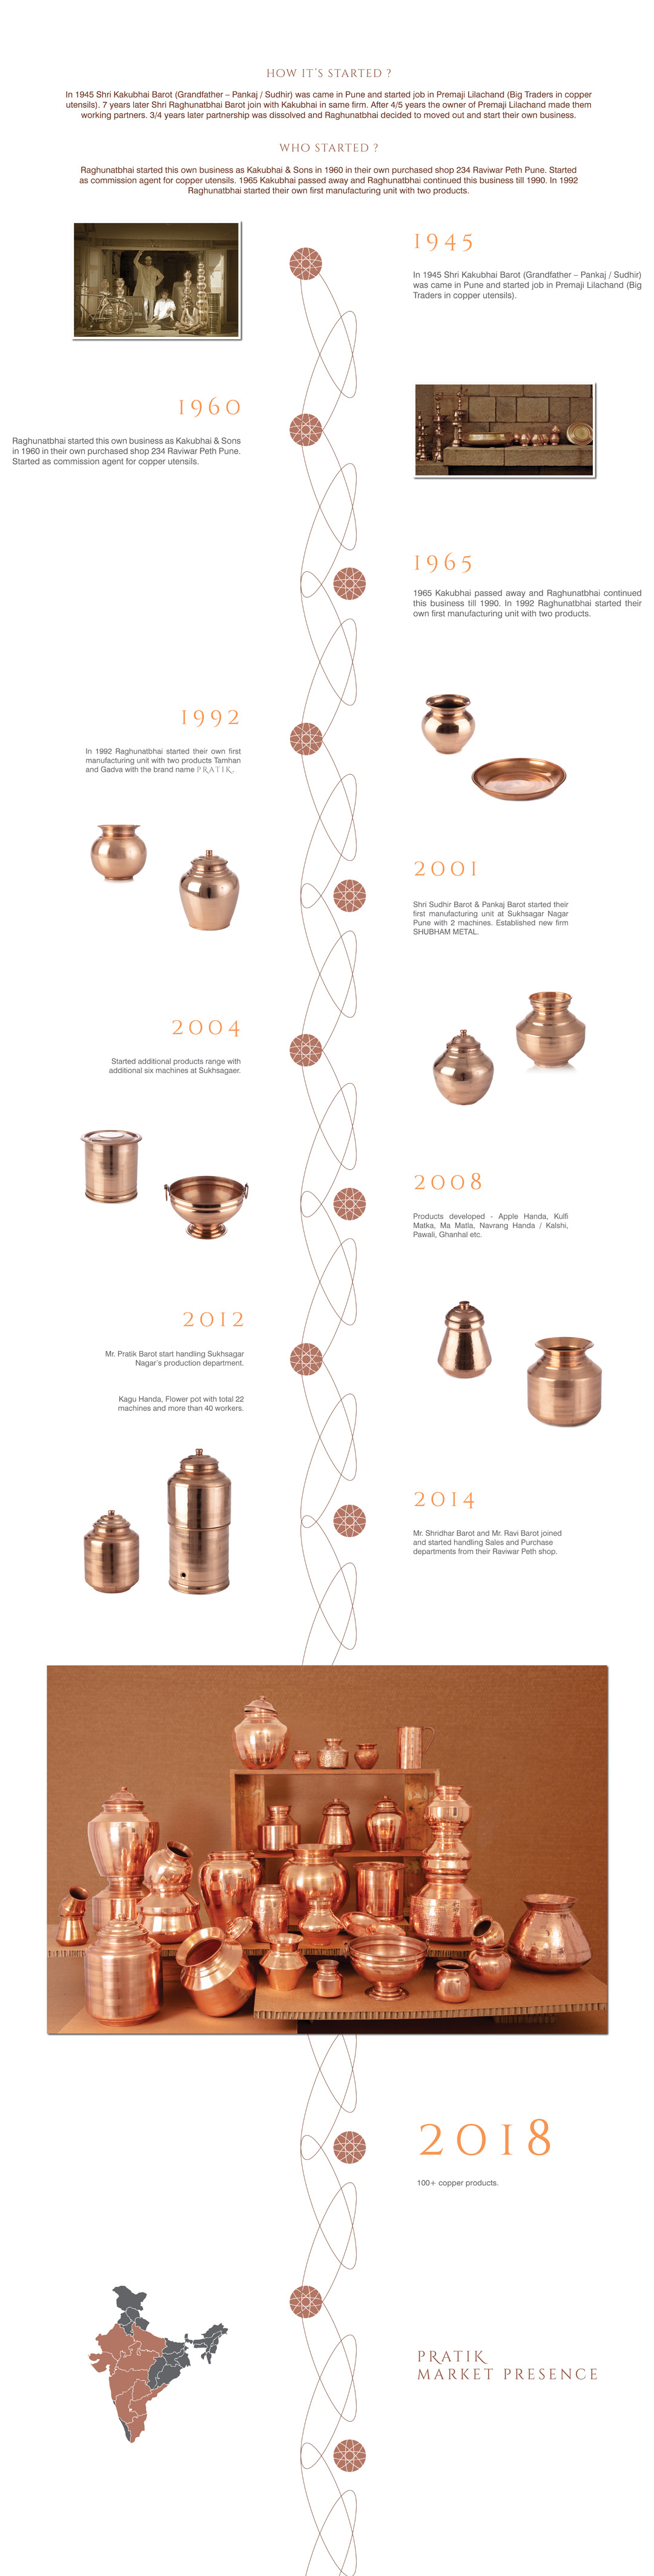 HOW IT'S STARTED ?
In 1945 Shri Kakubhai Barot (Grandfather – Pankaj / Sudhir) was came in Pune and started job in Premaji Lilachand (Big Traders in copper
utensils). 7 years later Shri Raghunatbhai Barot join with Kakubhai in same firm. After 4/5 years the owner of Premaji Lilachand made them
working partners. 3/4 years later partnership was dissolved and Raghunatbhai decided to moved out and start their own business.
WHO STARTED ?
Raghunatbhai started this own business as Kakubhai & Sons in 1960 in their own purchased shop 234 Raviwar Peth Pune. Started
as commission agent for copper utensils. 1965 Kakubhai passed away and Raghunatbhai continued this business till 1990. In 1992
Raghunatbhai started their own first manufacturing unit with two products.
1945
In 1945 Shri Kakubhai Barot (Grandfather – Pankaj / Sudhir)
was came in Pune and started job in Premaji Lilachand (Big
Traders in copper utensils).
1960
Raghunatbhai started this own business as Kakubhai & Sons
in 1960 in their own purchased shop 234 Raviwar Peth Pune.
Started as commission agent for copper utensils.
1965
1965 Kakubhai passed away and Raghunatbhai continued
this business till 1990. In 1992 Raghunatbhai started their
own first manufacturing unit with two products.
1992
In 1992 Raghunatbhai started their own first
manufacturing unit with two products Tamhan
and Gadva with the brand name PRATIK.
2001
Shri Sudhir Barot & Pankaj Barot started their
first manufacturing unit at Sukhsagar Nagar
Pune with 2 machines. Established new firm
SHUBHAM METAL.
2004
Started additional products range with
additional six machines at Sukhsagaer.
2008
Products developed - Apple Handa, Kulfi
Matka, Ma Matla, Navrang Handa / Kalshi,
Pawali, Ghanhal etc.
2012
Mr. Pratik Barot start handling Sukhsagar
Nagar's production department.
Kagu Handa, Flower pot with total 22
machines and more than 40 workers.
2014
Mr. Shridhar Barot and Mr. Ravi Barot joined
and started handling Sales and Purchase
departments from their Raviwar Peth shop.
2018
100+ copper products.
PRATIK
MARKET PRESENCE